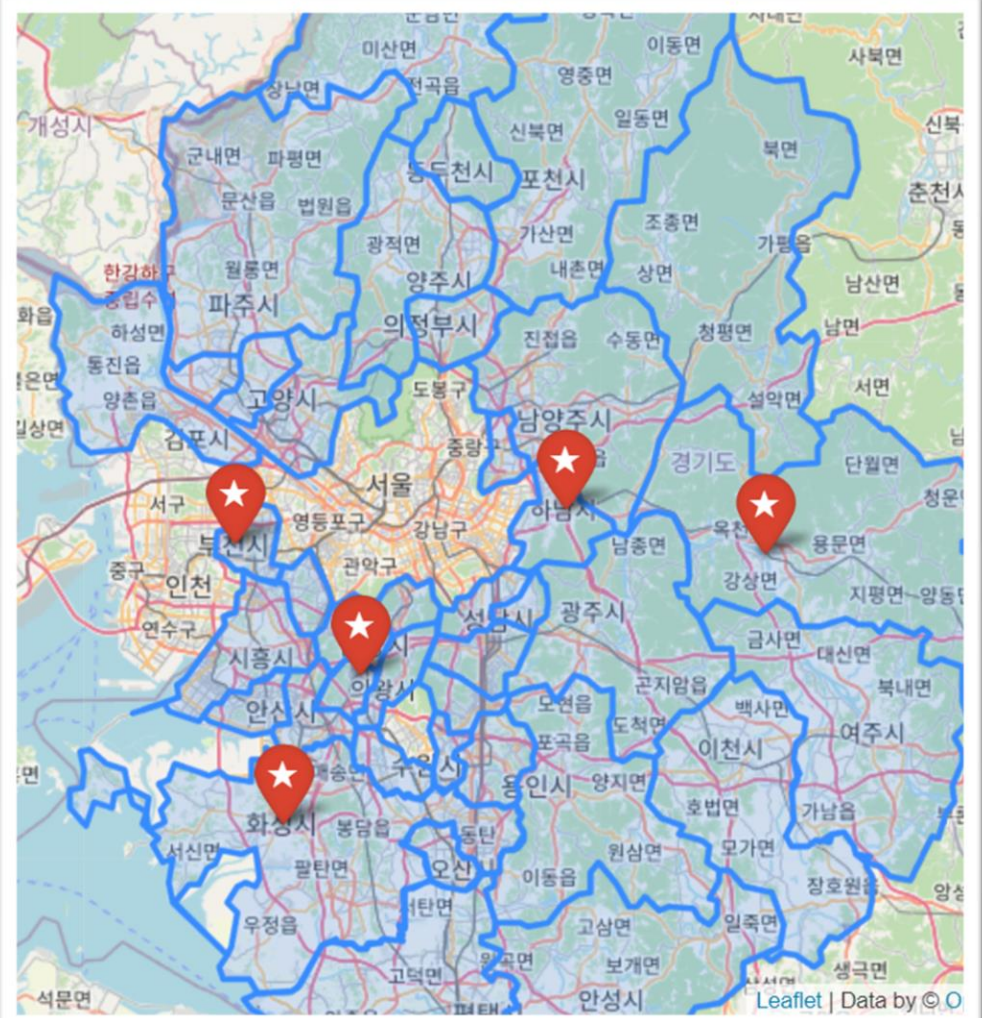 미산면
이동면
사북면
장남면
전곡읍
영중면
개성시
신북면
일동면
북면
군내면
파평면
동두천시
포천시
문산읍
법원읍
광적면
가산면
조종면
가평읍
한강하구
월롱면
양주시
내촌면
상면
남산면
중립수역
파주시
하성면
의정부시
진접읍
수동면
청평면
남면
통진읍
양촌읍
고양시
도봉구
설악면
서면
김포시
중랑구
남양주시
경기도
단월면
서구
서울
영등포구
강남구
하남시
옥천
용문면
부천시
남종면
중구
인천
관악구
강상면
지평면
연수구
성남시
광주시
금사면
대신면
시흥시
의왕시
곤지암읍
북내면
안산시
모현읍
도척면
백사면
여주시
포곡읍
이천시
수원시
용인시
양지면
호법면
가남읍
화성시
봉담읍
동탄
서신면
팔탄면
오산시
원삼면
모가면
이동읍
장호원읍
우정읍
서탄면
고삼면
일죽면
고덕면
보개면
생극면
석문면
안성시
Leaflet | Data by © O